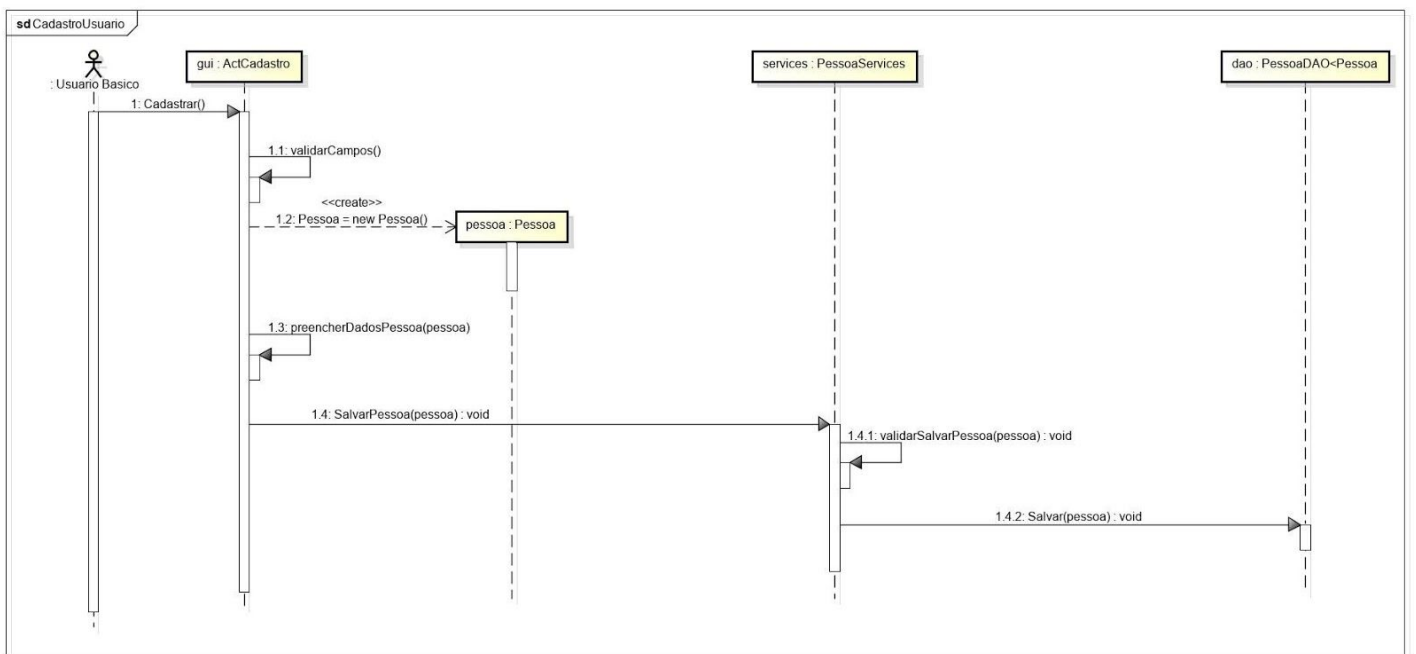 sd CadastroUsuario
: Usuario Basico
gui : ActCadastro
services : PessoaServices
dao : PessoaDAO<Pessoa
1: Cadastrar()
1.1: validarCampos()
<<create>>
1.2: Pessoa = new Pessoa()
pessoa : Pessoa
1.3: preencherDadosPessoa(pessoa)
1.4: SalvarPessoa(pessoa) : void
1.4.1: validarSalvarPessoa(pessoa) : void
1.4.2: Salvar(pessoa) : void